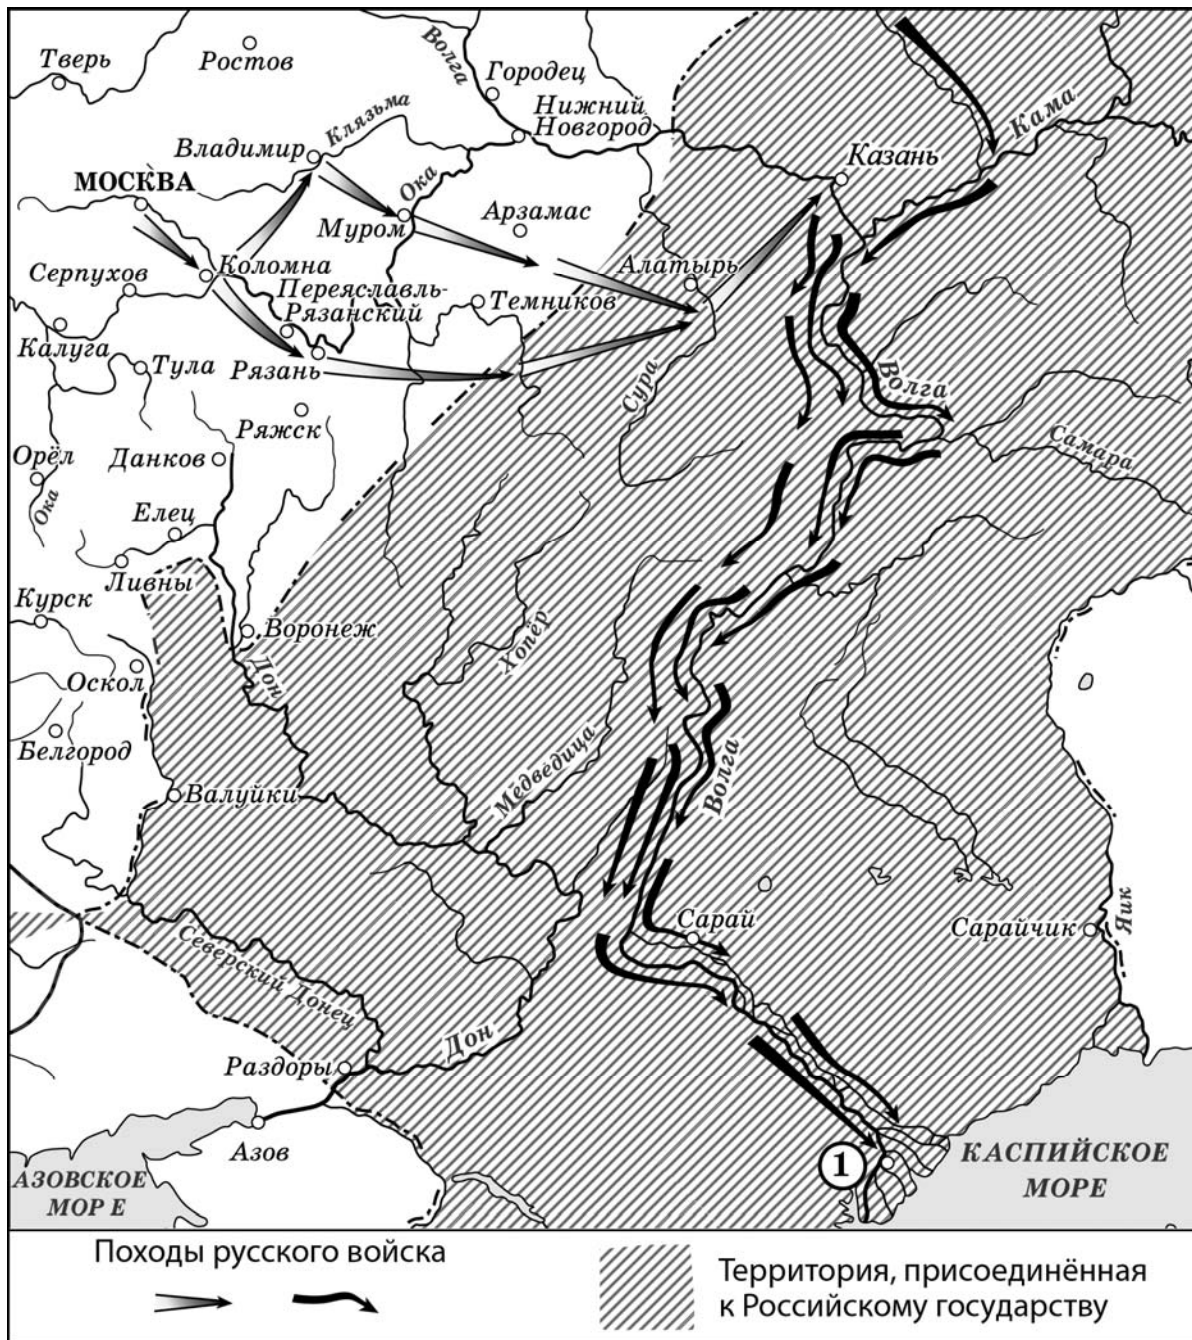 Тверь
Ростов
Волга
Городец
Нижний
Новгород
Кама
Казань
Клязьма
Владимир
МОСКВА
Ока
Муром
Арзамас
Алатырь
Серпухов
Коломна
Переяславль-
Рязанский
Темников
Калуга
Тула
Рязань
Сура
Волга
Ряжск
Самара
Орёл
Данков
Ока
Елец
Ливны
Курск
Воронеж
Хопёр
Дон
Оскол
Белгород
Медведица
Волга
Валуйки
Сарай
Сарайчик
Яик
Северский Донец
Дон
Раздоры
Азов
1
КАСПИЙСКОЕ
МОРЕ
АЗОВСКОЕ
МОРЕ
Походы русского войска
Территория, присоединённая
к Российскому государству